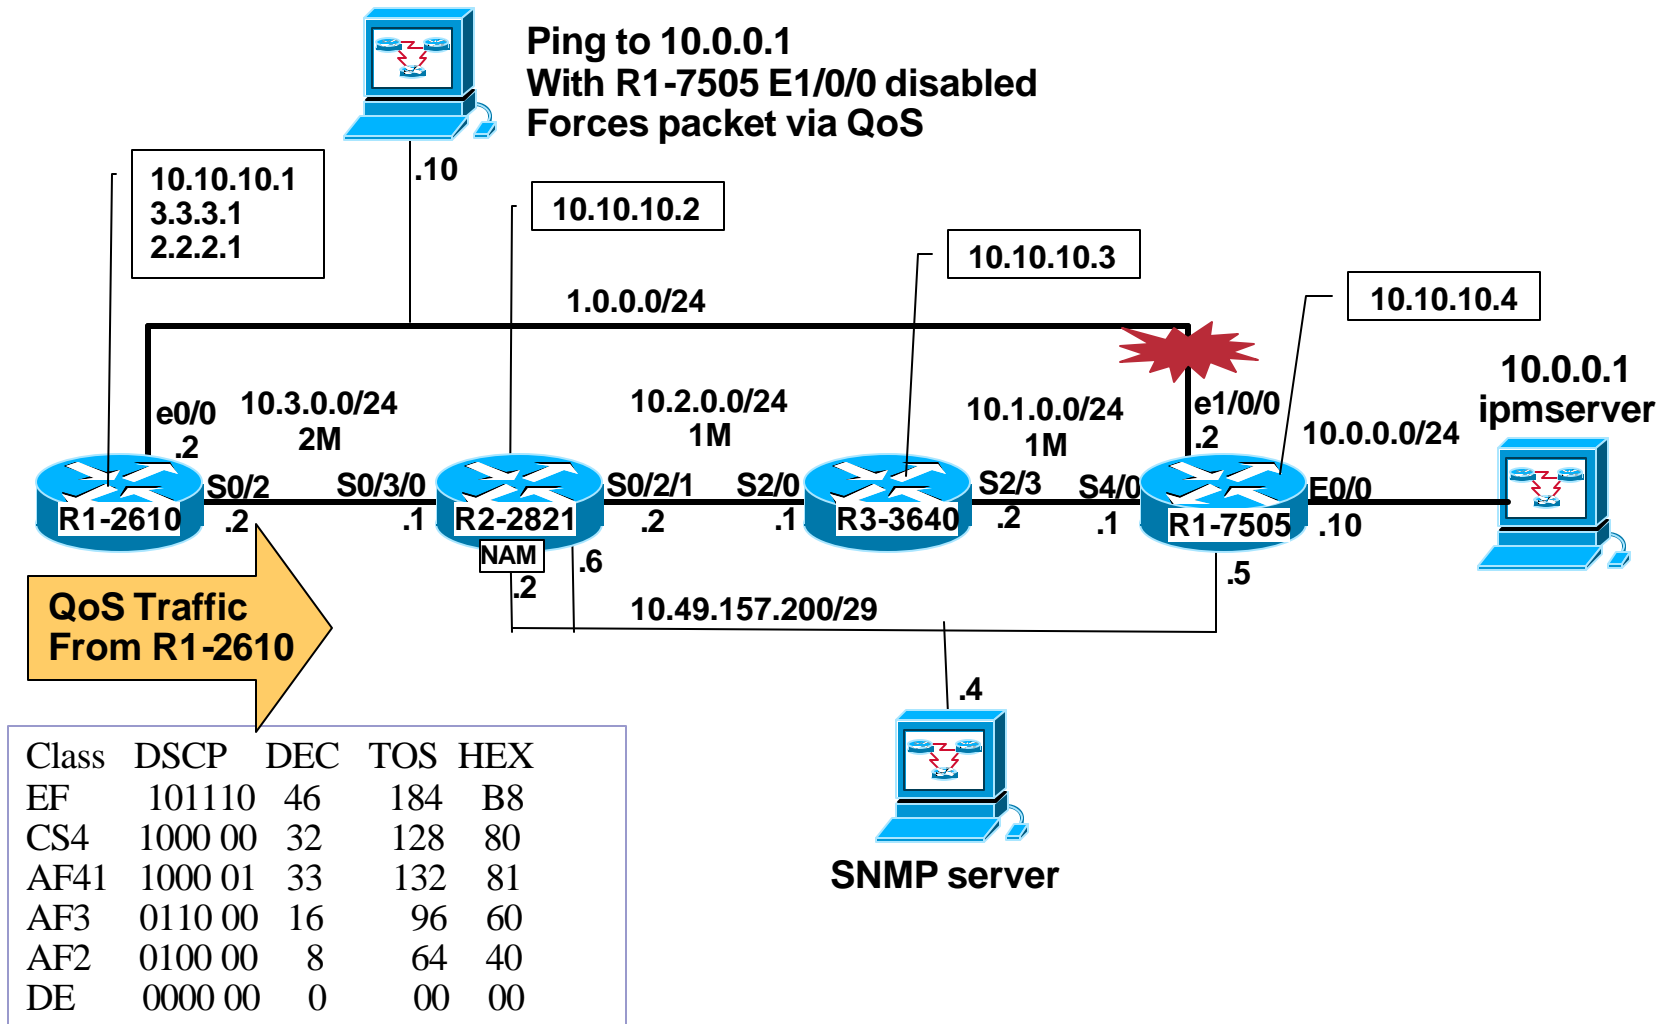 Ping to 10.0.0.1
With R1-7505 E1/0/0 disabled
Forces packet via QoS
.10
10.10.10.1
3.3.3.1
2.2.2.1
10.10.10.2
10.10.10.3
10.10.10.4
1.0.0.0/24
10.0.0.1
ipmserver
e0/0
.2
10.3.0.0/24
2M
10.2.0.0/24
1M
10.1.0.0/24
1M
e1/0/0
.2
10.0.0.0/24
R1-2610
S0/2
.2
S0/3/0
.1
R2-2821
NAM
.2
.6
S0/2/1
.2
S2/0
.1
R3-3640
S2/3
.2
S4/0
.1
R1-7505
E0/0
.10
.5
10.49.157.200/29
QoS Traffic
From R1-2610
.4
SNMP server
Class DSCP DEC TOS HEX
EF 101110 46 184 B8
CS4 1000 00 32 128 80
AF41 1000 01 33 132 81
AF3 0110 00 16 96 60
AF2 0100 00 8 64 40
DE 0000 00 0 00 00